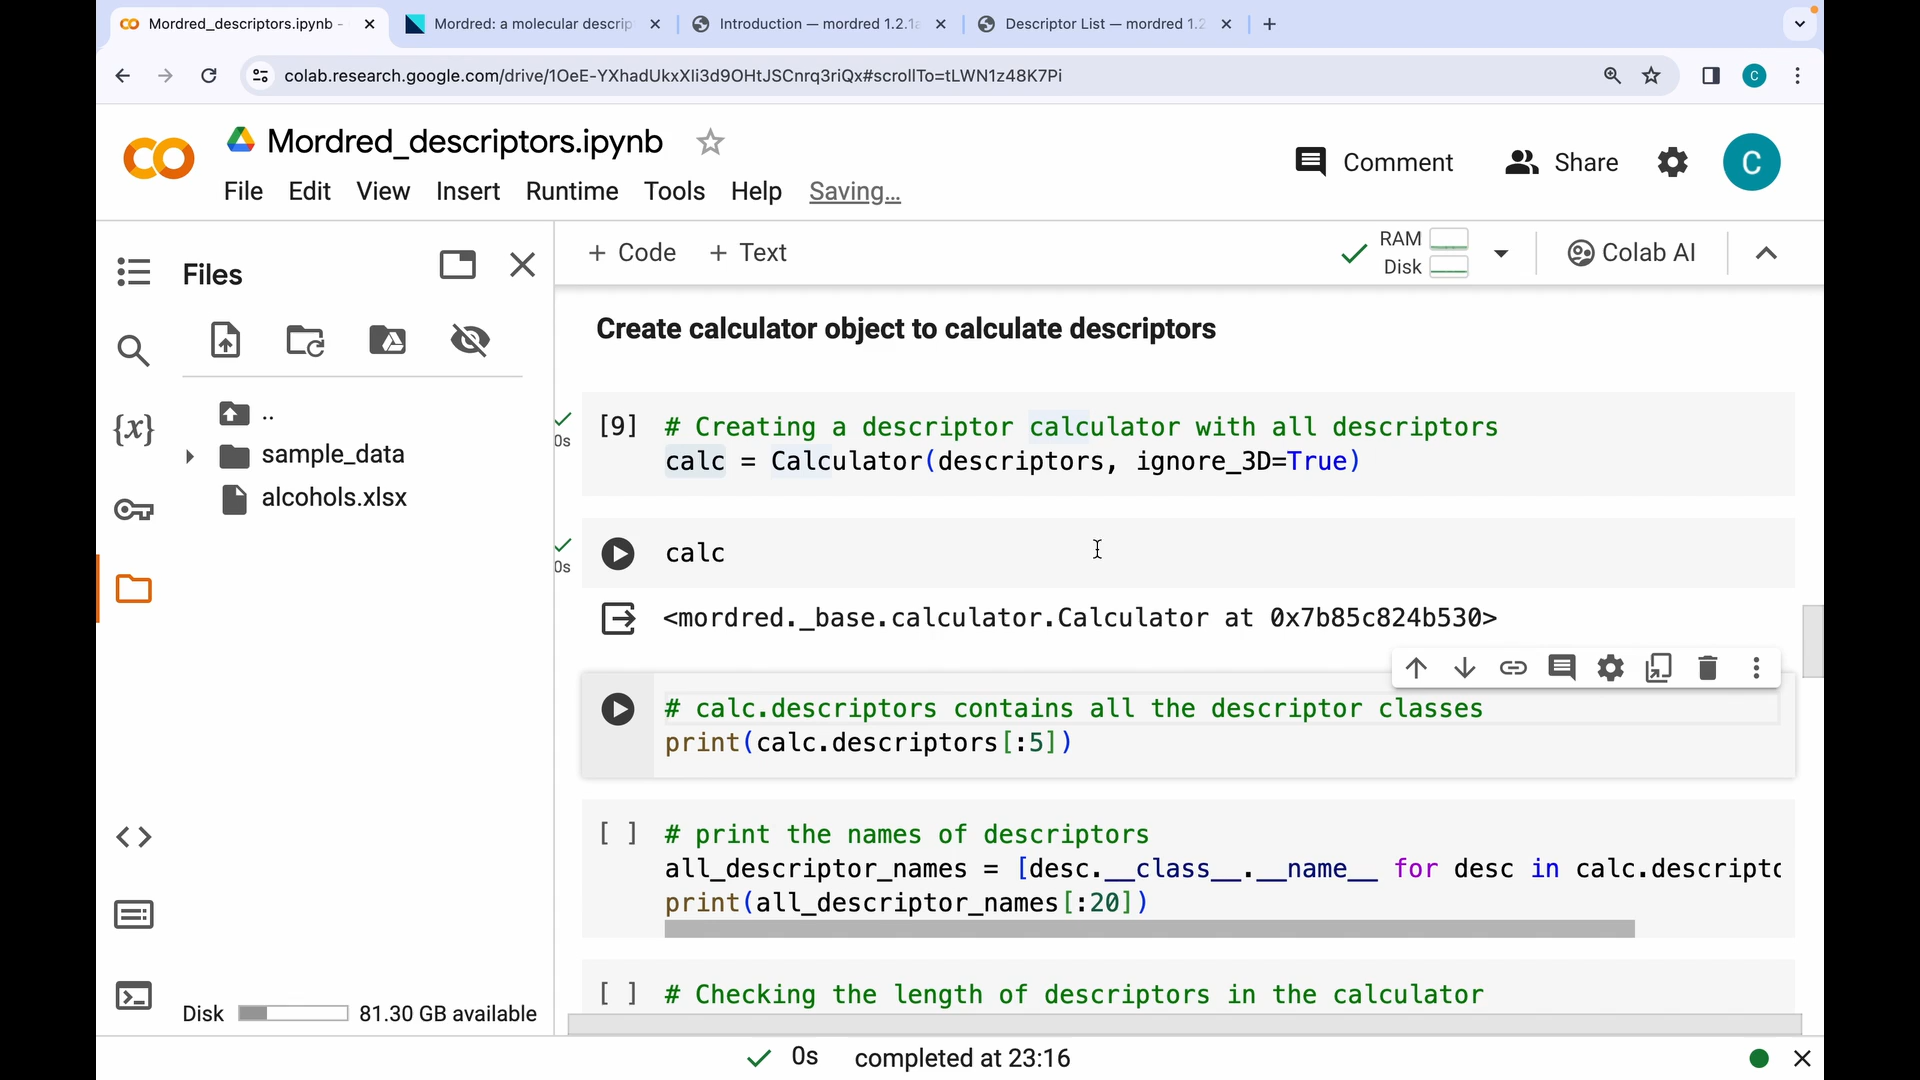 Mordred_descriptors.ipynb -
Mordred: a molecular descrip
Introduction — mordred 1.2.1a
Descriptor List — mordred 1.2
colab.research.google.com/drive/1OeE-YXhadUkxXIi3d9OHtJSCnrq3riQx#scrollTo=tLWN1z48K7Pi
C
CO
Mordred_descriptors.ipynb
File Edit View Insert Runtime Tools Help Saving…
Comment
Share
C
Files
+ Code + Text
RAM
Disk
Colab AI
{x}
..
sample_data
alcohols.xlsx
Disk 81.30 GB available
Create calculator object to calculate descriptors
0s
[9] # Creating a descriptor calculator with all descriptors
calc = Calculator(descriptors, ignore_3D=True)
0s
calc
<mordred._base.calculator.Calculator at 0x7b85c824b530>
# calc.descriptors contains all the descriptor classes
print(calc.descriptors[:5])
[ ] # print the names of descriptors
all_descriptor_names = [desc.__class__.__name__ for desc in calc.descripto
print(all_descriptor_names[:20])
[ ] # Checking the length of descriptors in the calculator
0s completed at 23:16